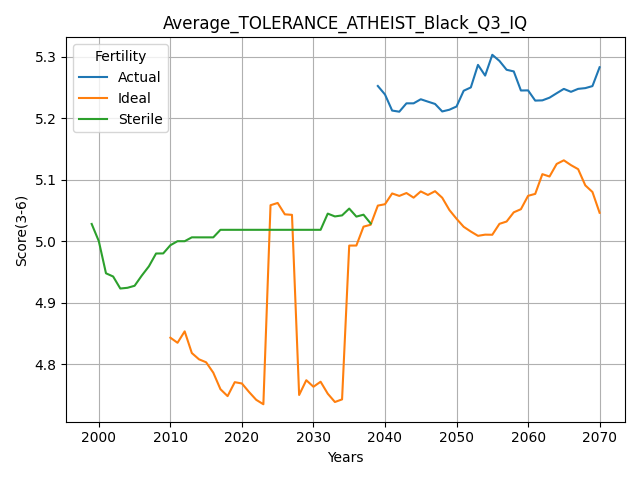 Average_TOLERANCE_ATHEIST_Black_Q3_IQ
Fertility
Actual
Ideal
Sterile
Score(3-6)
5.3
5.2
5.1
5.0
4.9
4.8
2000 2010 2020 2030 2040 2050 2060 2070
Years